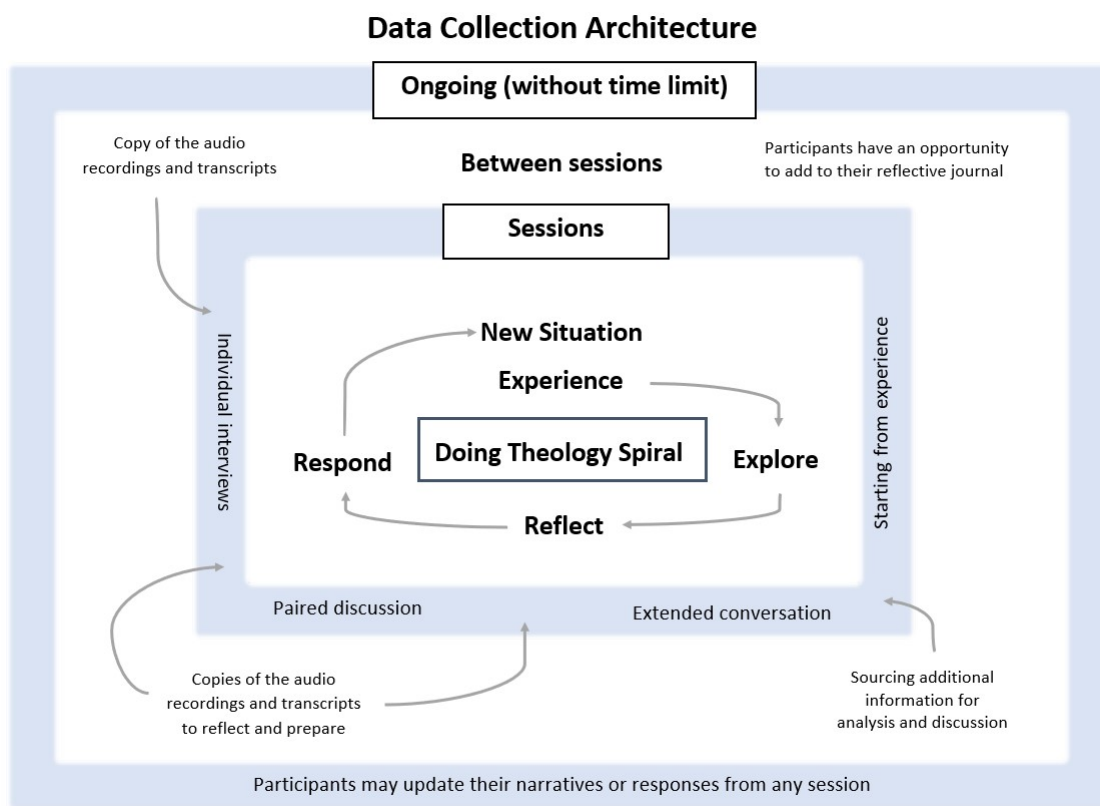 Data Collection Architecture
Ongoing (without time limit)
Copy of the audio
recordings and transcripts
Between sessions
Participants have an opportunity
to add to their reflective journal
Sessions
Individual interviews
New Situation
Experience
Respond
Doing Theology Spiral
Explore
Reflect
Starting from experience
Paired discussion
Extended conversation
Copies of the audio
recordings and transcripts
to reflect and prepare
Sourcing additional
information for
analysis and discussion
Participants may update their narratives or responses from any session